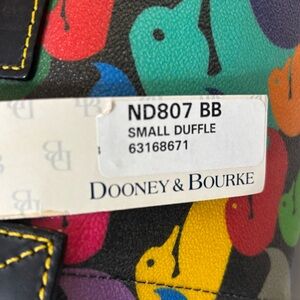 ND807 BB
SMALL DUFFLE
63168671
DOONEY & BOURKE